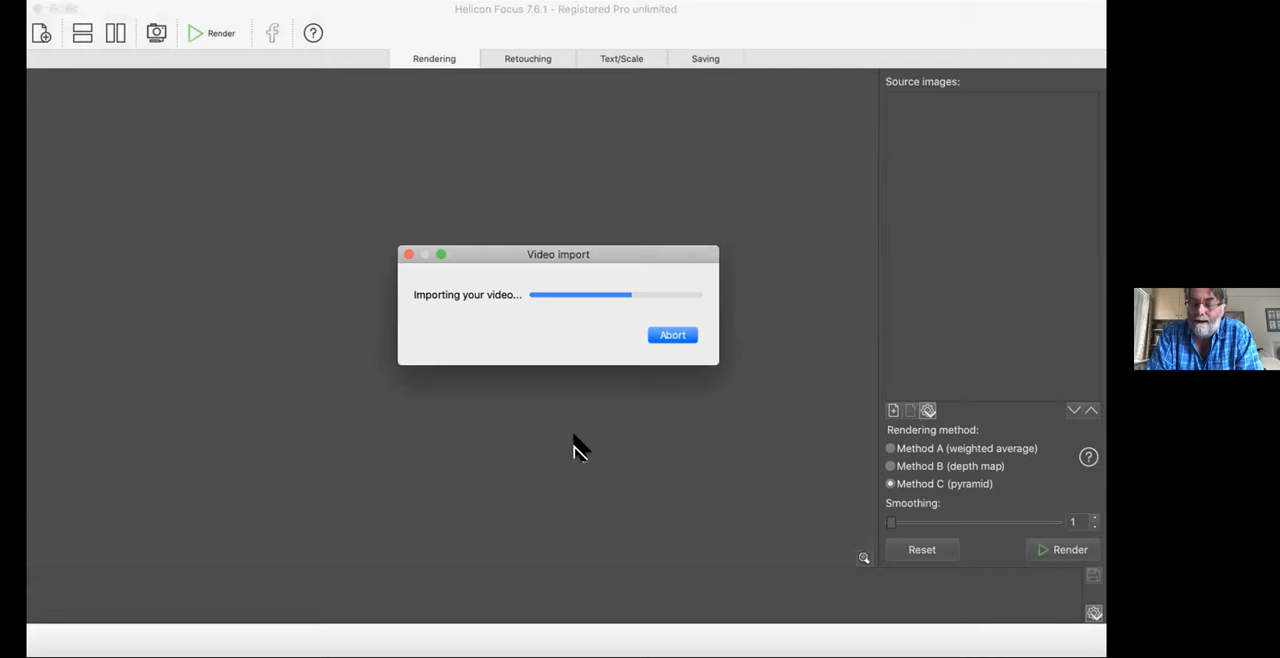 Helicon Focus 7.6.1 - Registered Pro unlimited
Render
Rendering
Retouching
Text/Scale
Saving
Source images:
Video import
Importing your video...
Abort
Rendering method:
Method A (weighted average)
Method B (depth map)
Method C (pyramid)
Smoothing:
1
Reset
Render